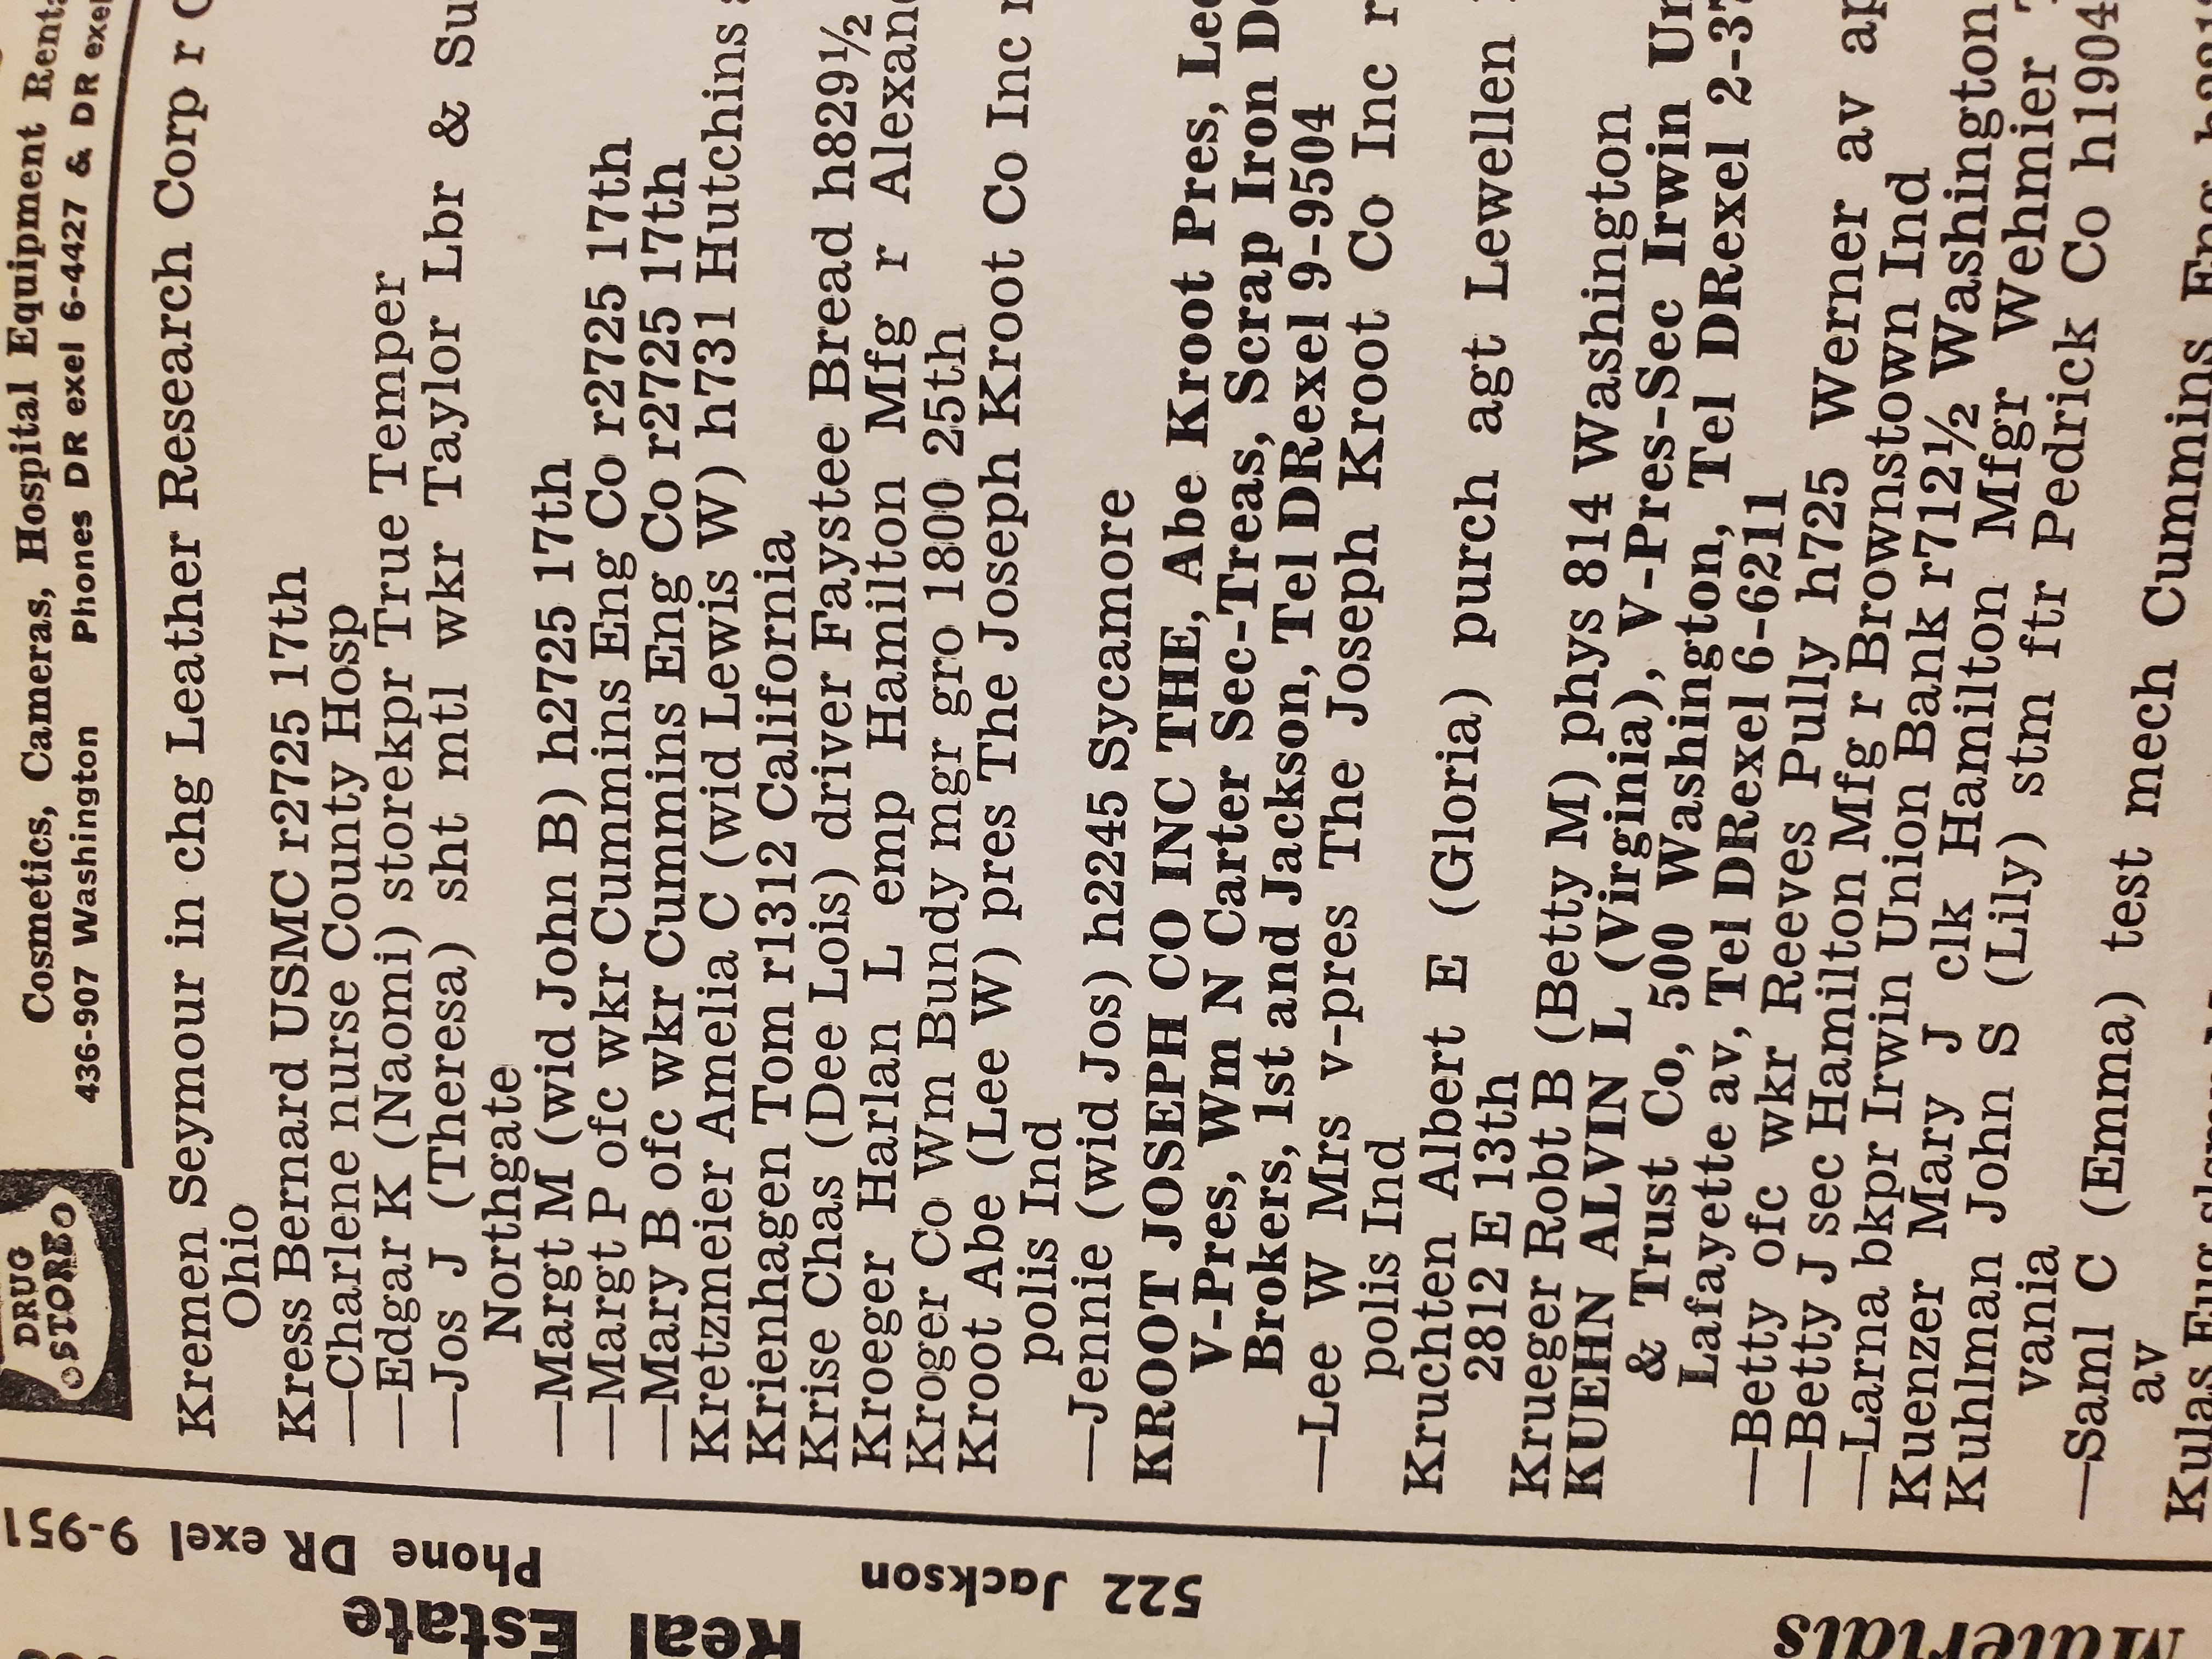 DRUG
STORE
Cosmetics, Cameras, Hospital Equipment
436-907 Washington Phones DR exel 6-4427 & DR
Kremen Seymour in chg Leather Research Corp r
Ohio
Kress Bernard USMC r2725 17th
—Charlene nurse County Hosp
—Edgar K (Naomi) storekpr True Temper
—Jos J (Theresa) sht mtl wkr Taylor Lbr & Su
Northgate
—Margt M (wid John B) h2725 17th
—Margt P ofc wkr Cummins Eng Co r2725 17th
—Mary B ofc wkr Cummins Eng Co r2725 17th
Kretzmeier Amelia C (wid Lewis W) h731 Hutchins
Krienhagen Tom r1312 California
Krise Chas (Dee Lois) driver Faystee Bread h829½
Kroeger Harlan L emp Hamilton Mfg r Alexand
Kroger Co Wm Bundy mgr gro 1800 25th
Kroot Abe (Lee W) pres The Joseph Kroot Co Inc r
polis Ind
—Jennie (wid Jos) h2245 Sycamore
KROOT JOSEPH CO INC THE, Abe Kroot Pres, Lee
V-Pres, Wm N Carter Sec-Treas, Scrap Iron
Brokers, 1st and Jackson, Tel DRexel 9-9504
—Lee W Mrs v-pres The Joseph Kroot Co Inc r
polis Ind
Kruchten Albert E (Gloria) purch agt Lewellen
2812 E 13th
Krueger Robt B (Betty M) phys 814 Washington
KUEHN ALVIN L (Virginia), V-Pres-Sec Irwin Un
& Trust Co, 500 Washington, Tel DRexel 2-37
Lafayette av, Tel DRexel 6-6211
—Betty ofc wkr Reeves Pully h725 Werner av ap
—Betty J sec Hamilton Mfg r Brownstown Ind
—Larna bkpr Irwin Union Bank r712½ Washington
Kuenzer Mary J clk Hamilton Mfgr Wehmier
Kuhlman John S (Lily) stm ftr Pedrick Co h1904
vania
—Saml C (Emma) test mech Cummins Eng
av
Kulas
Phone DR exel 9-951
Real Estate
522 Jackson
Materials